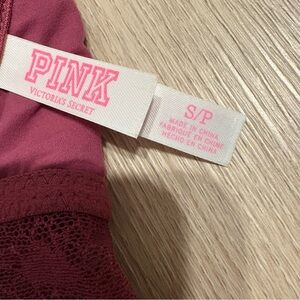 PINK
VICTORIA'S SECRET
S/P
MADE IN CHINA
FABRIQUÉ EN CHINE
HECHO EN CHINA